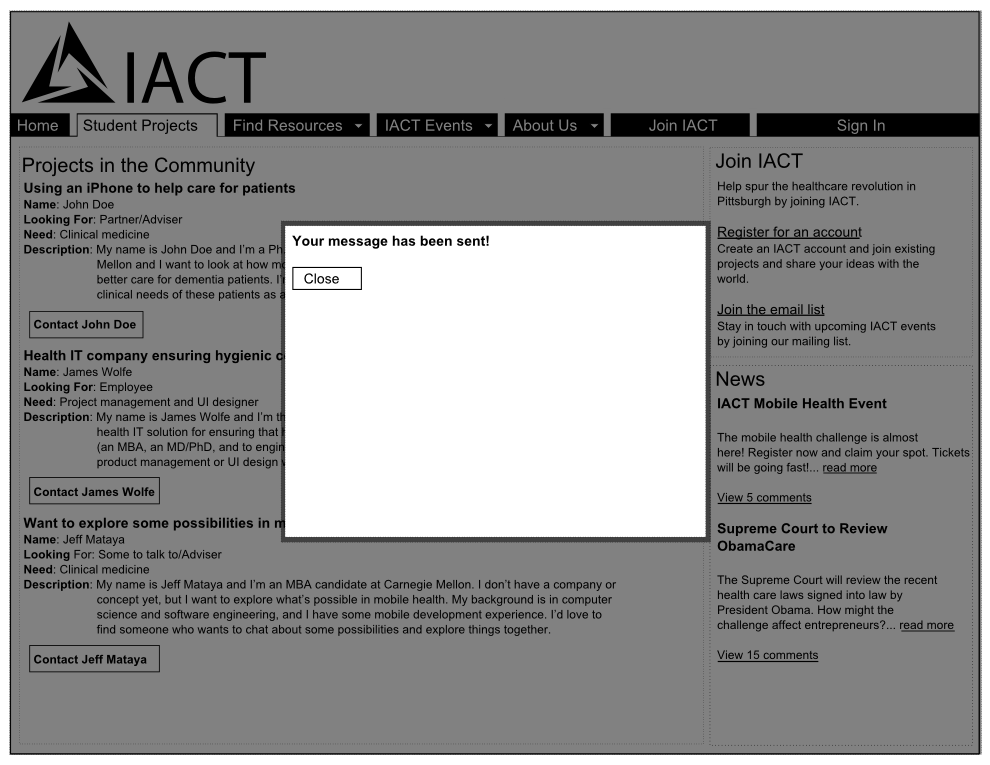 IACT
Home
Student Projects
Find Resources
IACT Events
About Us
Join IACT
Sign In
Projects in the Community
Using an iPhone to help care for patients
Name: John Doe
Looking For: Partner/Adviser
Need: Clinical medicine
Description: My name is John Doe and I'm a
Mellon and I want to look at how
better care for dementia patients.
clinical needs of these patients as
Contact John Doe
Health IT company ensuring hygienic
Name: James Wolfe
Looking For: Employee
Need: Project management and UI designer
Description: My name is James Wolfe and I'm
health IT solution for ensuring that
(an MBA, an MD/PhD, and to
product management or UI design
Contact James Wolfe
Want to explore some possibilities in
Name: Jeff Mataya
Looking For: Some to talk to/Adviser
Need: Clinical medicine
Description: My name is Jeff Mataya and I'm an MBA candidate at Carnegie Mellon. I don't have a company or
concept yet, but I want to explore what's possible in mobile health. My background is in computer
science and software engineering, and I have some mobile development experience. I'd love to
find someone who wants to chat about some possibilities and explore things together.
Contact Jeff Mataya
Your message has been sent!
Close
Join IACT
Help spur the healthcare revolution in
Pittsburgh by joining IACT.
Register for an account
Create an IACT account and join existing
projects and share your ideas with the
world.
Join the email list
Stay in touch with upcoming IACT events
by joining our mailing list.
News
IACT Mobile Health Event
The mobile health challenge is almost
here! Register now and claim your spot. Tickets
will be going fast!... read more
View 5 comments
Supreme Court to Review
ObamaCare
The Supreme Court will review the recent
health care laws signed into law by
President Obama. How might the
challenge affect entrepreneurs?... read more
View 15 comments